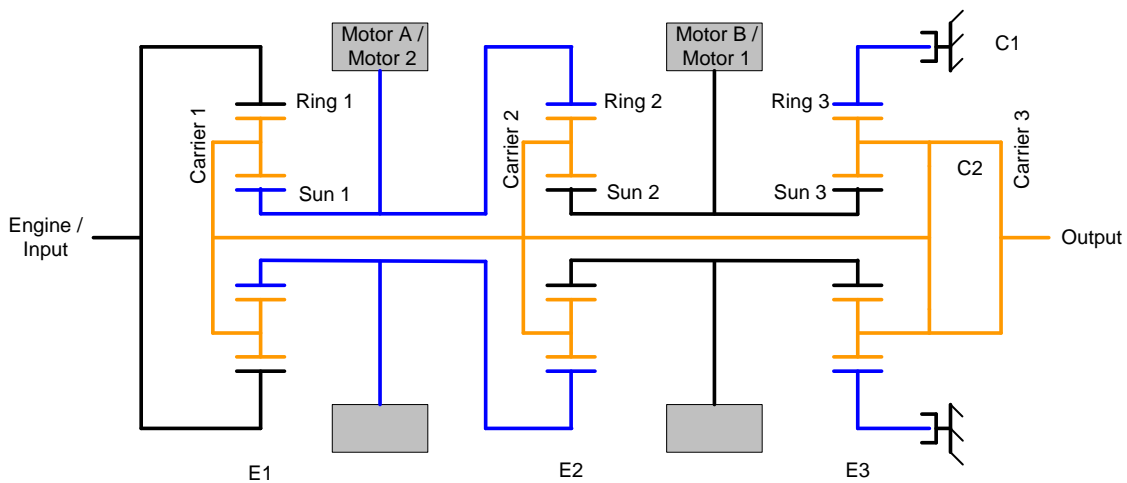 Motor A /
Motor 2
Motor B /
Motor 1
C1
Ring 1
Ring 2
Ring 3
Carrier 1
Carrier 2
C2
Carrier 3
Sun 1
Sun 2
Sun 3
Engine /
Input
Output
E1
E2
E3